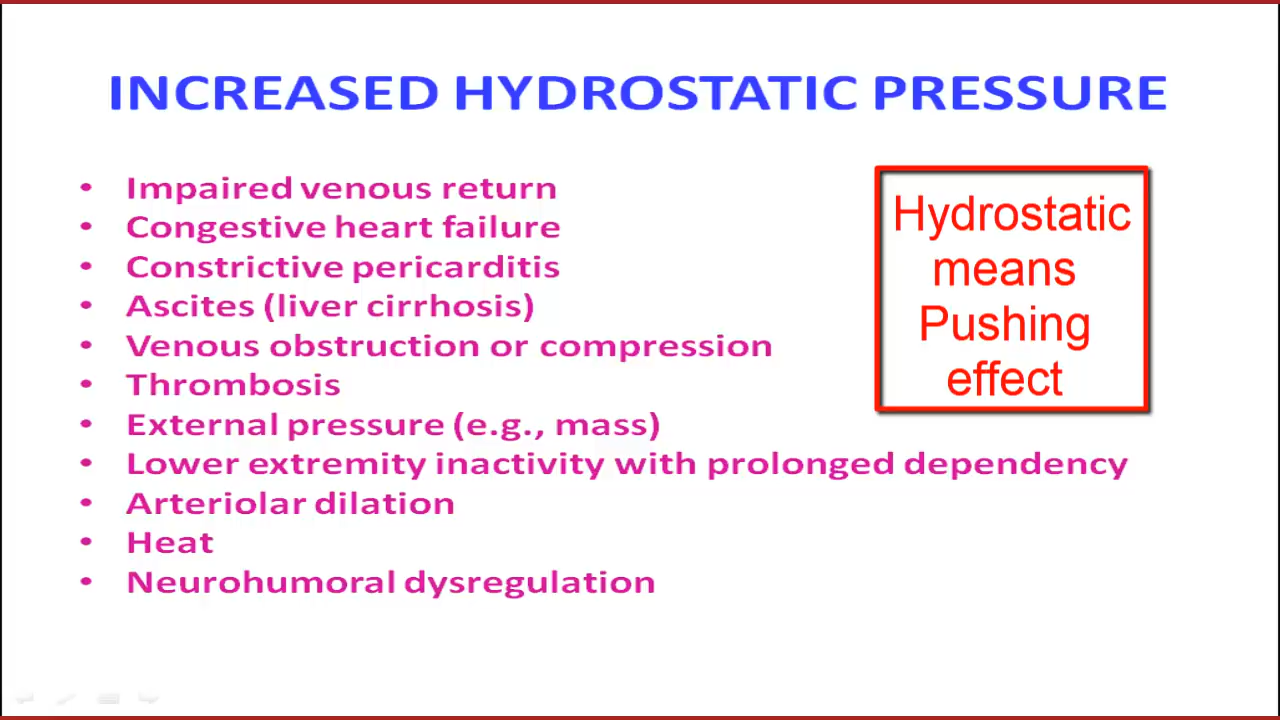 INCREASED HYDROSTATIC PRESSURE
• Impaired venous return
• Congestive heart failure
• Constrictive pericarditis
• Ascites (liver cirrhosis)
• Venous obstruction or compression
• Thrombosis
• External pressure (e.g., mass)
• Lower extremity inactivity with prolonged dependency
• Arteriolar dilation
• Heat
• Neurohumoral dysregulation
Hydrostatic
means
Pushing
effect